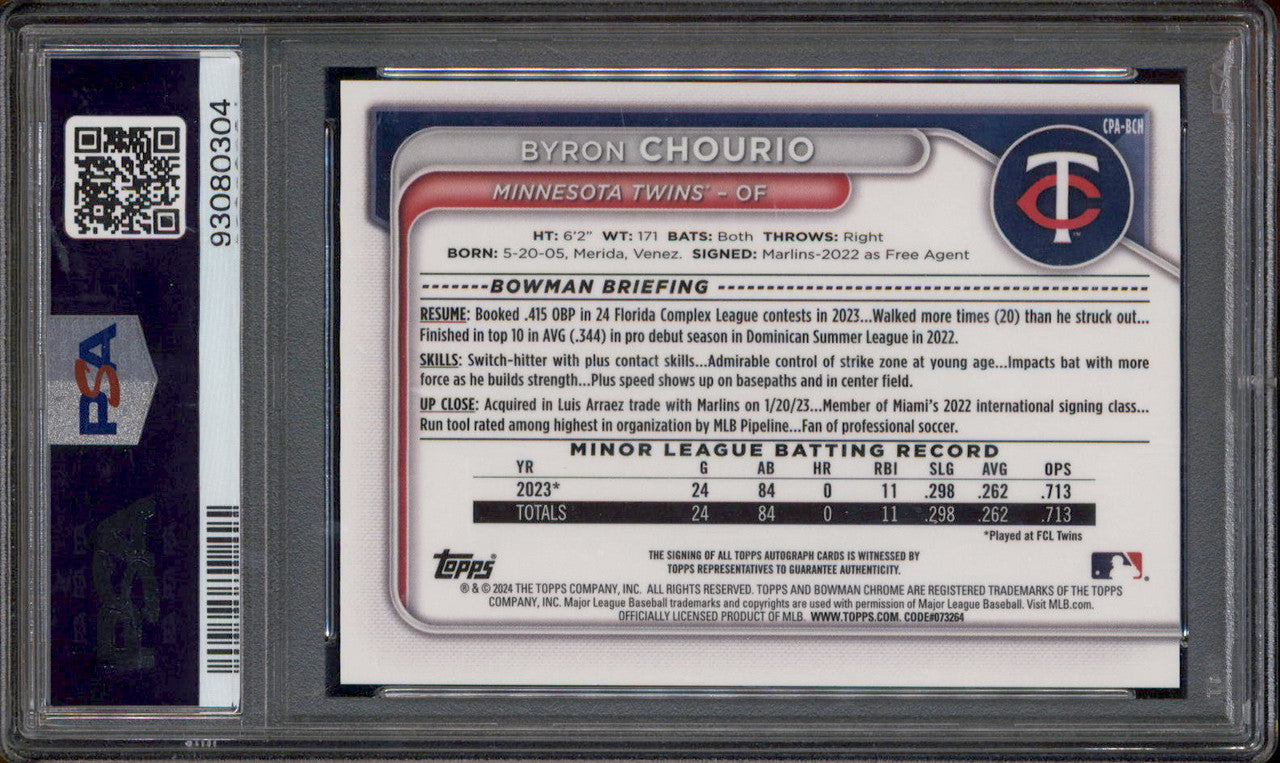 93080304
PSA
CPA-BCH
BYRON CHOURIO
MINNESOTA TWINS® - OF
TC
HT: 6'2" WT: 171 BATS: Both THROWS: Right
BORN: 5-20-05, Merida, Venez. SIGNED: Marlins-2022 as Free Agent
BOWMAN BRIEFING
RESUME: Booked .415 OBP in 24 Florida Complex League contests in 2023...Walked more times (20) than he struck out...
Finished in top 10 in AVG (.344) in pro debut season in Dominican Summer League in 2022.
SKILLS: Switch-hitter with plus contact skills...Admirable control of strike zone at young age...Impacts bat with more
force as he builds strength...Plus speed shows up on basepaths and in center field.
UP CLOSE: Acquired in Luis Arraez trade with Marlins on 1/20/23...Member of Miami's 2022 international signing class...
Run tool rated among highest in organization by MLB Pipeline...Fan of professional soccer.
MINOR LEAGUE BATTING RECORD
YR G AB HR RBI SLG AVG OPS
2023* 24 84 0 11 .298 .262 .713
TOTALS 24 84 0 11 .298 .262 .713
*Played at FCL Twins
Topps
THE SIGNING OF ALL TOPPS AUTOGRAPH CARDS IS WITNESSED BY
TOPPS REPRESENTATIVES TO GUARANTEE AUTHENTICITY.
® & © 2024 THE TOPPS COMPANY, INC. ALL RIGHTS RESERVED. TOPPS AND BOWMAN CHROME ARE REGISTERED TRADEMARKS OF THE TOPPS
COMPANY, INC. Major League Baseball trademarks and copyrights are used with permission of Major League Baseball. Visit MLB.com.
OFFICIALLY LICENSED PRODUCT OF MLB. WWW.TOPPS.COM. CODE#073264